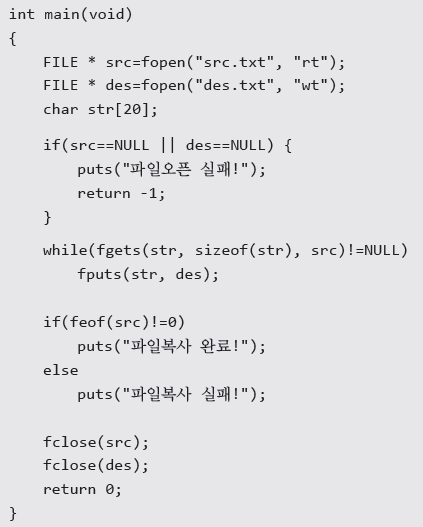 int main(void)
{
    FILE * src=fopen("src.txt", "rt");
    FILE * des=fopen("des.txt", "wt");
    char str[20];
    if(src==NULL || des==NULL) {
        puts("파일오픈 실패!");
        return -1;
    }
    while(fgets(str, sizeof(str), src)!=NULL)
        fputs(str, des);
    if(feof(src)!=0)
        puts("파일복사 완료!");
    else
        puts("파일복사 실패!");
    fclose(src);
    fclose(des);
    return 0;
}